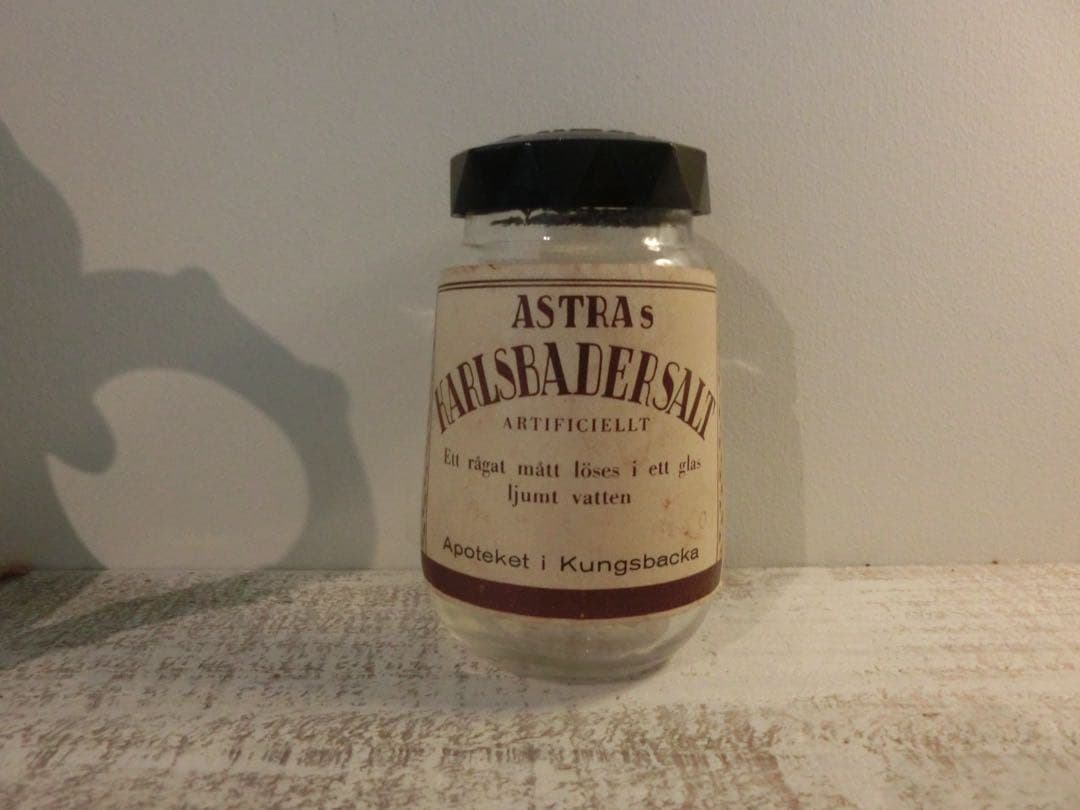 ASTRAs
KARLSBADERSALT
ARTIFICIELLT
Ett rågat mått löses i ett glas
ljumt vatten
Apoteket i Kungsbacka